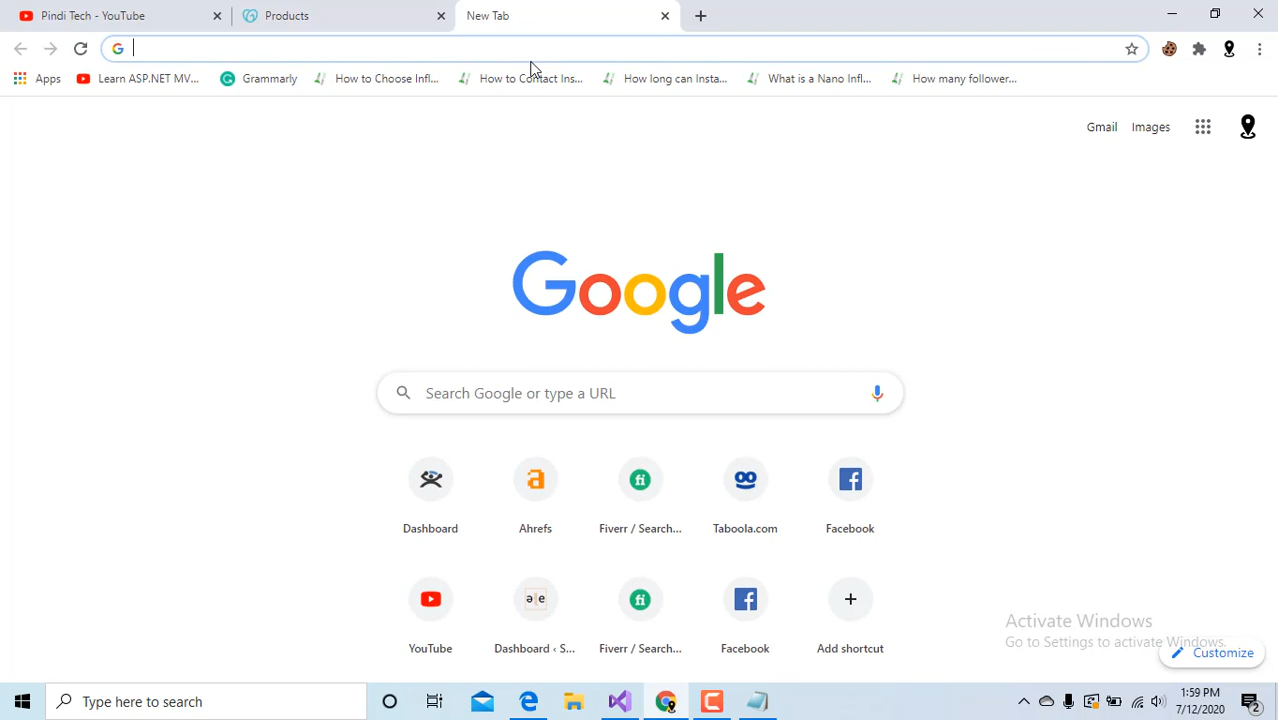 Pindi Tech - YouTube
Products
New Tab
Apps
Learn ASP.NET MV...
Grammarly
How to Choose Infl...
How to Contact Ins...
How long can Insta...
What is a Nano Infl...
How many follower...
Gmail
Images
Google
Search Google or type a URL
Dashboard
Ahrefs
Fiverr / Search...
Taboola.com
Facebook
YouTube
Dashboard ‹ S...
Fiverr / Search...
Facebook
Add shortcut
Activate Windows
Go to Settings to activate Windows.
Customize
Type here to search
1:59 PM
7/12/2020
2